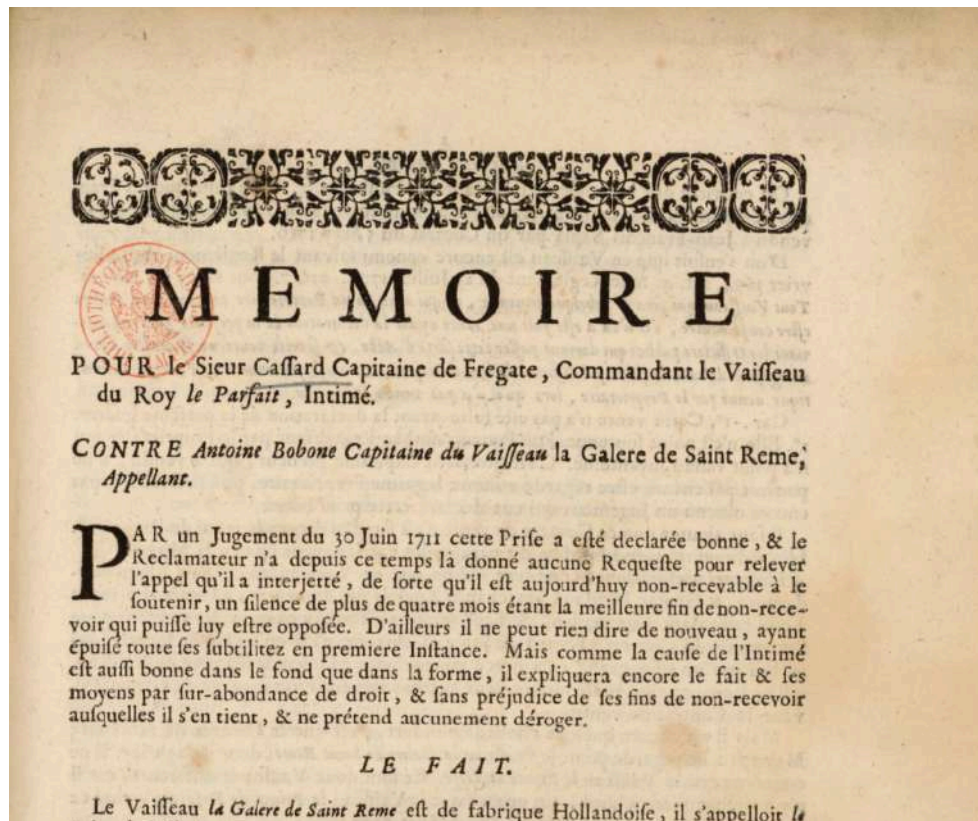 MEMOIRE
POUR le Sieur Caſſard Capitaine de Fregate, Commandant le Vaiſſeau
du Roy le Parfait, Intimé.
CONTRE Antoine Bobone Capitaine du Vaiſſeau la Galere de Saint Reme,
Appellant.
PAR un Jugement du 30 Juin 1711 cette Priſe a eſté declarée bonne, & le
Reclamateur n'a depuis ce temps là donné aucune Requeſte pour relever
l'appel qu'il a interjetté, de ſorte qu'il eſt aujourd'huy non-recevable à le
ſoutenir, un ſilence de plus de quatre mois étant la meilleure fin de non-rece-
voir qui puiſſe luy eſtre oppoſée. D'ailleurs il ne peut rien dire de nouveau, ayant
épuiſé toute ſes ſubtilitez en premiere Inſtance. Mais comme la cauſe de l'Intimé
eſt auſſi bonne dans le fond que dans la forme, il expliquera encore le fait & ſes
moyens par ſur-abondance de droit, & ſans préjudice de ſes fins de non-recevoir
auſquelles il s'en tient, & ne prétend aucunement déroger.
LE FAIT.
Le Vaiſſeau la Galere de Saint Reme eſt de fabrique Hollandoiſe, il s'appelloit le